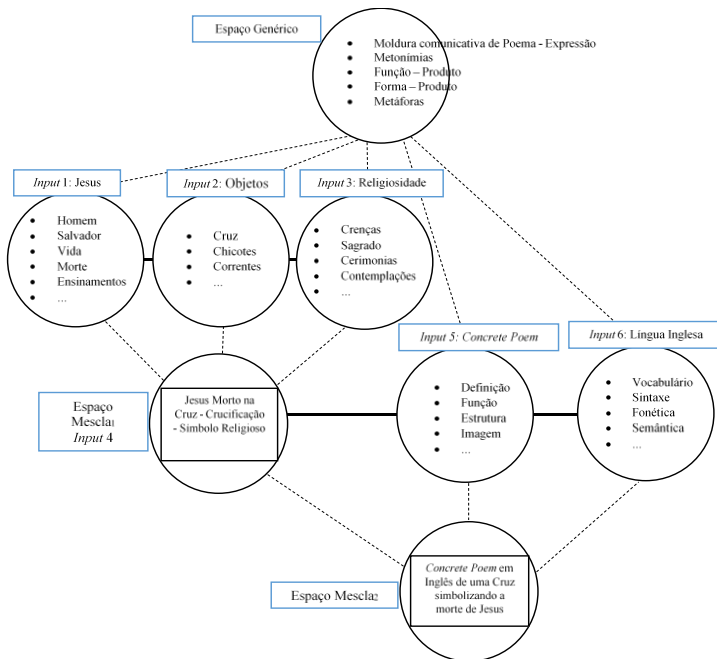 Espaço Genérico
• Moldura comunicativa de Poema - Expressão
• Metonímias
• Função – Produto
• Forma – Produto
• Metáforas
Input 1: Jesus
Input 2: Objetos
Input 3: Religiosidade
• Homem
• Salvador
• Vida
• Morte
• Ensinamentos
• ...
• Cruz
• Chicotes
• Correntes
• ...
• Crenças
• Sagrado
• Cerimonias
• Contemplações
• ...
Input 5: Concrete Poem
Input 6: Língua Inglesa
Espaço
Mescla1
Input 4
Jesus Morto na
Cruz - Crucificação
- Símbolo Religioso
• Definição
• Função
• Estrutura
• Imagem
• ...
• Vocabulário
• Sintaxe
• Fonética
• Semântica
• ...
Espaço Mescla2
Concrete Poem em
Inglês de uma Cruz
simbolizando a
morte de Jesus